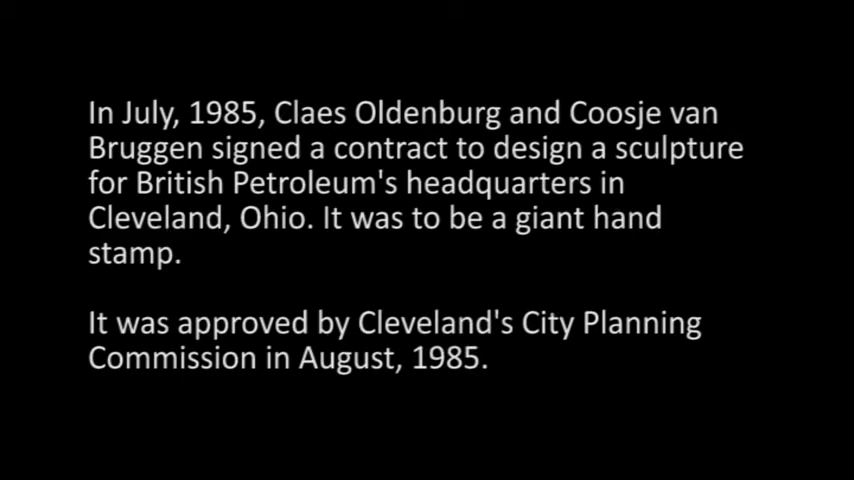 In July, 1985, Claes Oldenburg and Coosje van
Bruggen signed a contract to design a sculpture
for British Petroleum's headquarters in
Cleveland, Ohio. It was to be a giant hand
stamp.
It was approved by Cleveland's City Planning
Commission in August, 1985.